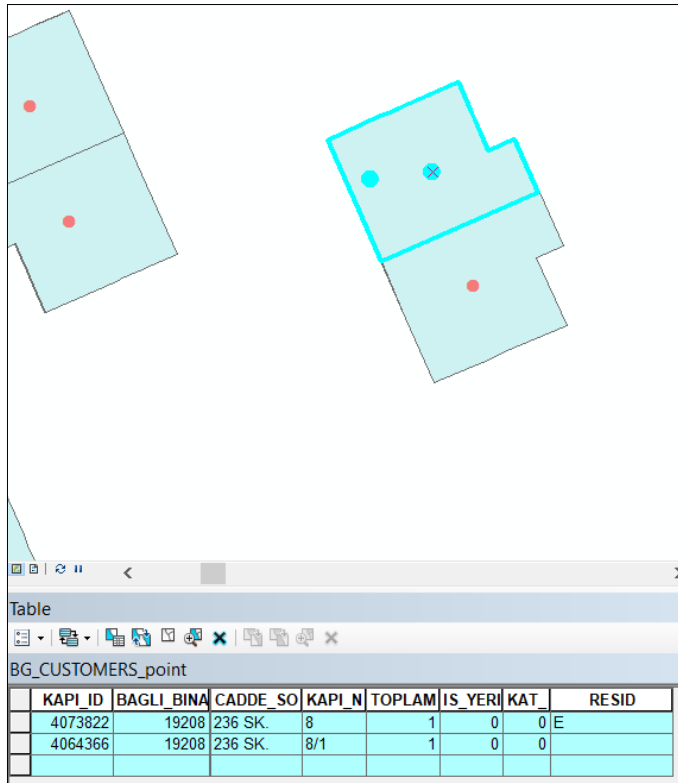 Table
BG_CUSTOMERS_point
KAPI_ID BAGLI_BINA CADDE_SO KAPI_N TOPLAM IS_YERI KAT_ RESID
4073822 19208 236 SK. 8 1 0 0 E
4064366 19208 236 SK. 8/1 1 0 0